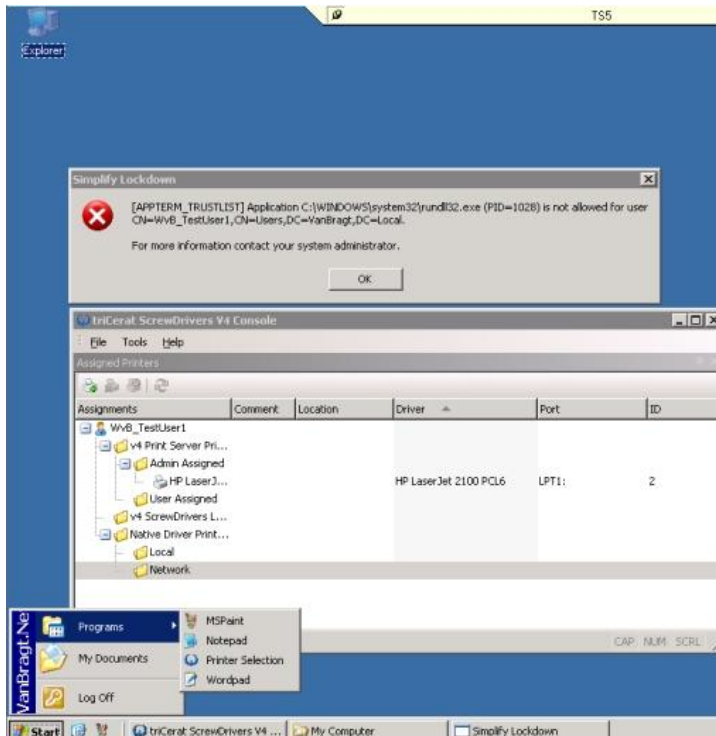 TS5
Explorer
Simplify Lockdown
[APPTERM_TRUSTLIST] Application C:\WINDOWS\system32\rundll32.exe (PID=1028) is not allowed for user
CN=WvB_TestUser1,CN=Users,DC=VanBragt,DC=Local.
For more information contact your system administrator.
OK
triCerat ScrewDrivers V4 Console
File Tools Help
Assigned Printers
Assignments Comment Location Driver Port ID
WvB_TestUser1
v4 Print Server Pri...
Admin Assigned
HP LaserJ... HP LaserJet 2100 PCL6 LPT1: 2
User Assigned
v4 ScrewDrivers L...
Native Driver Print...
Local
Network
CAP NUM SCRL
VanBragt.Ne
Programs
My Documents
Log Off
MSPaint
Notepad
Printer Selection
Wordpad
Start triCerat ScrewDrivers V4 ... My Computer Simplify Lockdown